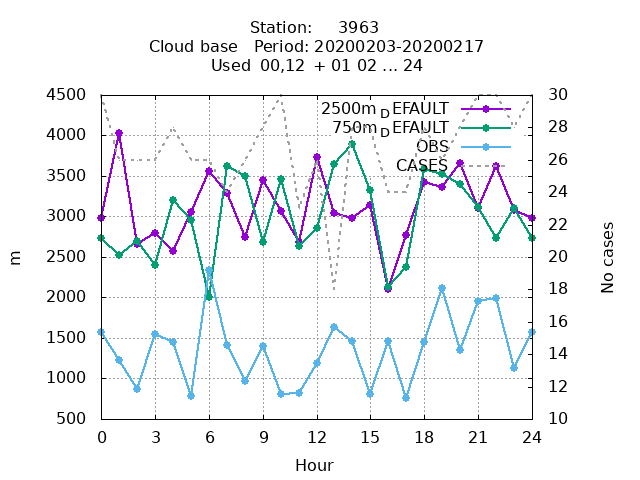 Station: 3963
Cloud base Period: 20200203-20200217
Used 00,12 + 01 02 ... 24
4500 30
4000 28
3500 26
3000 24
2500 22
2000 20
1500 18
1000 16
500 14
12
10
2500m_DEFAULT
750m_DEFAULT
OBS
CASES
m
No cases
0 3 6 9 12 15 18 21 24
Hour